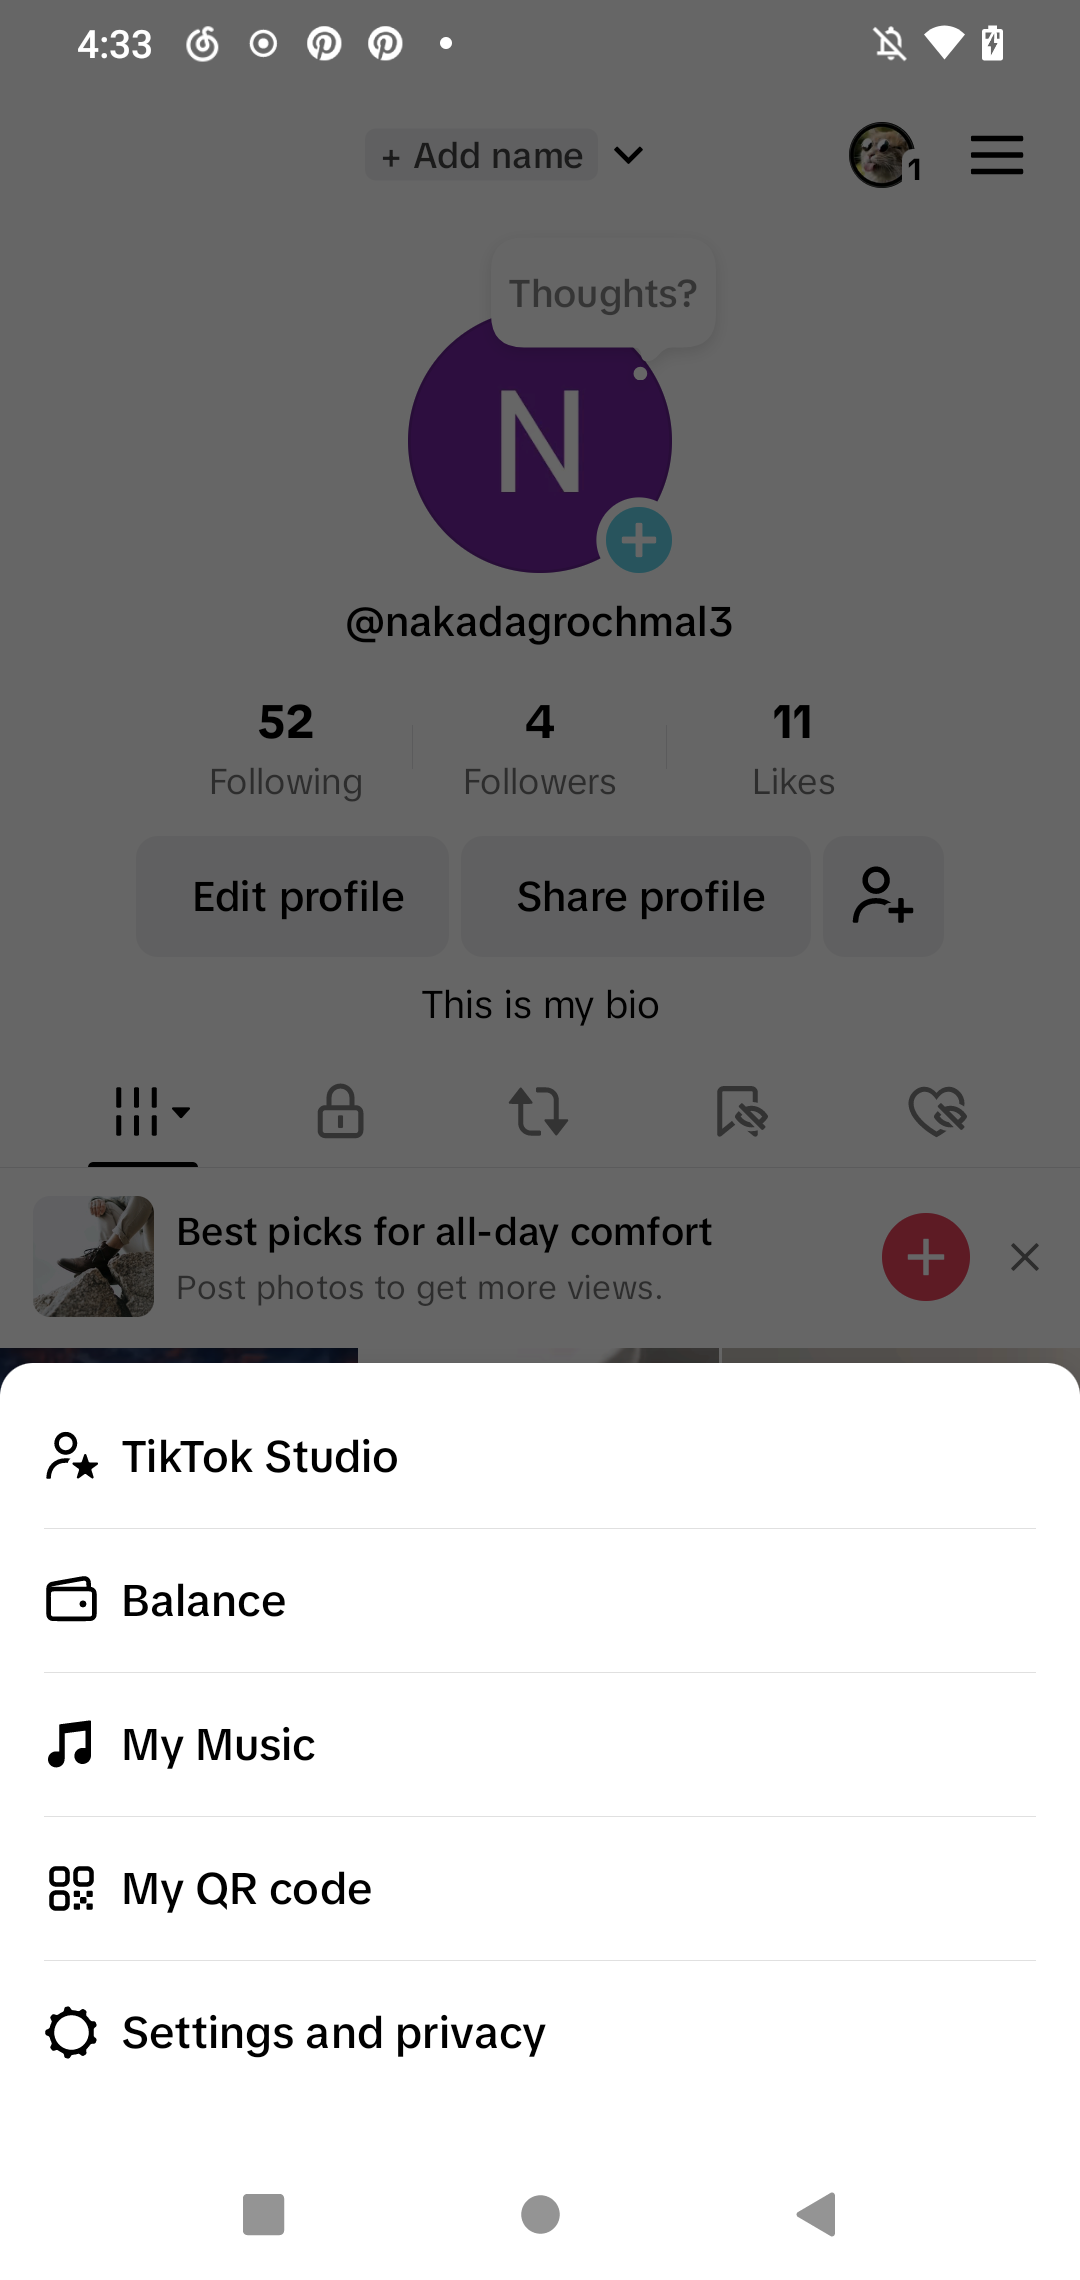 4:33
+ Add name
1
Thoughts?
N
@nakadagrochmal3
52
Following
4
Followers
11
Likes
Edit profile
Share profile
This is my bio
Best picks for all-day comfort
Post photos to get more views.
TikTok Studio
Balance
My Music
My QR code
Settings and privacy